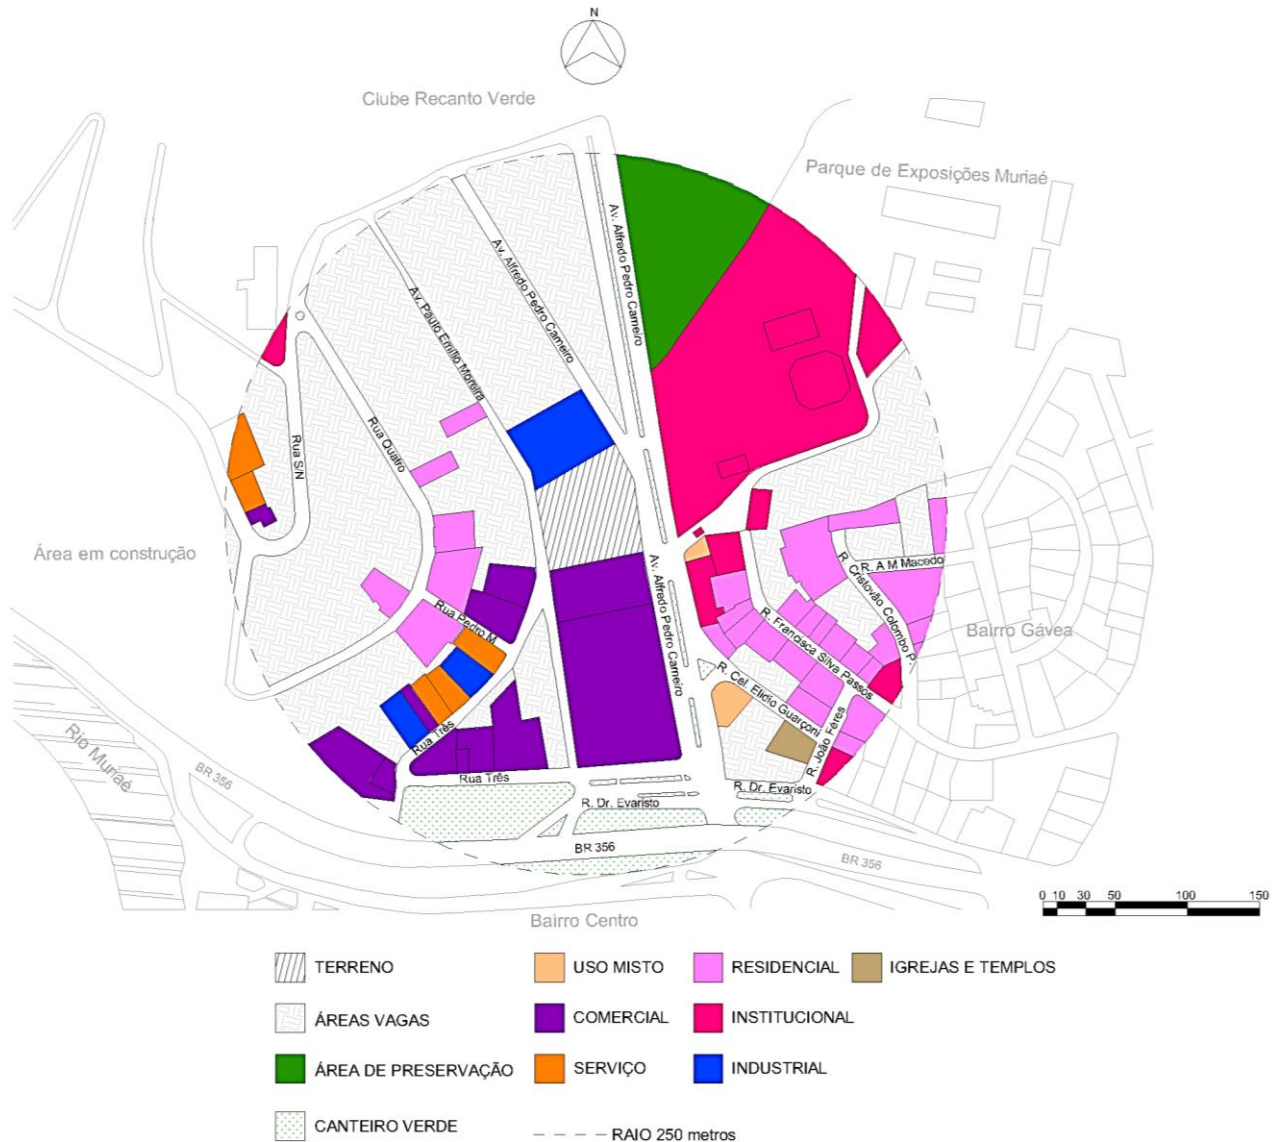 N
Clube Recanto Verde
Parque de Exposições Muriaé
Av. Alfredo Pedro Carneiro
Av. Alfredo Pedro Carneiro
Av. Paulo Emílio Moreira
Rua Quatro
Rua S/N
Área em construção
Av. Alfredo Pedro Carneiro
R. A M Macedo
R. Cristovão Colombo P.
Bairro Gávea
Rua Pedro M
R. Francisca Silva Passos
R. Cel. Elidio Guarçoni
R. João Féres
Rua Três
Rua Três
Rio Muriaé
BR 356
R. Dr. Evaristo
R. Dr. Evaristo
BR 356
BR 356
0 10 30 50 100 150
Bairro Centro
TERRENO
USO MISTO
RESIDENCIAL
IGREJAS E TEMPLOS
ÁREAS VAGAS
COMERCIAL
INSTITUCIONAL
ÁREA DE PRESERVAÇÃO
SERVIÇO
INDUSTRIAL
CANTEIRO VERDE
RAIO 250 metros